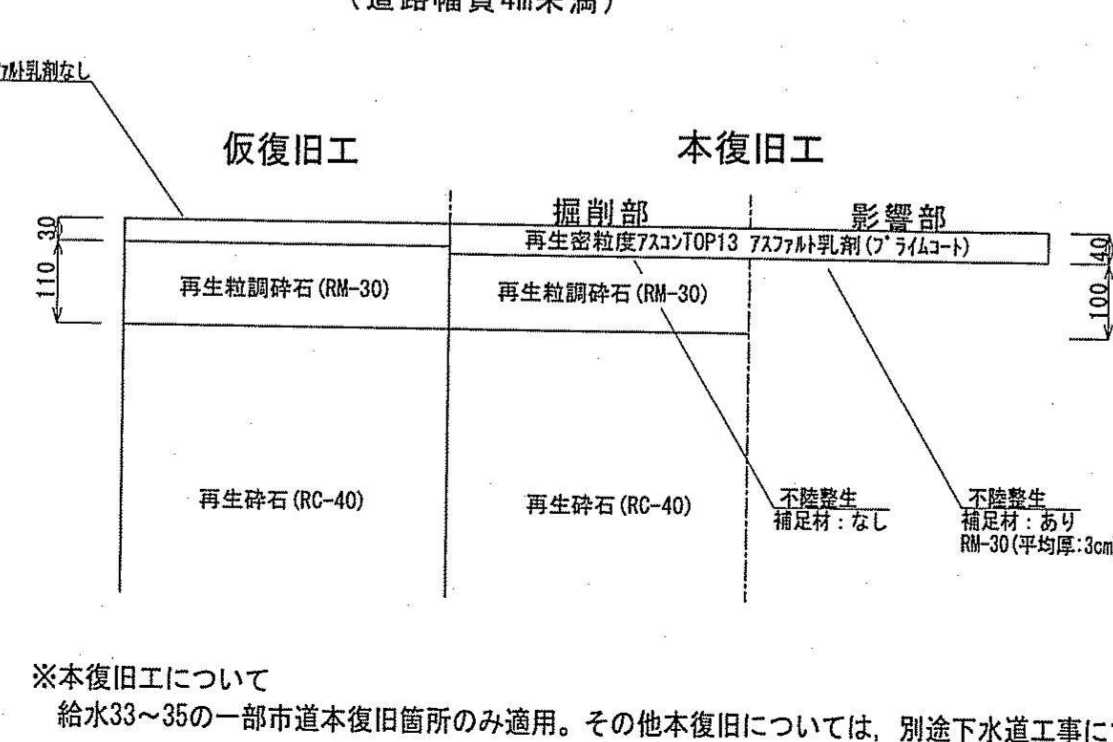 (道路幅員4m未満)
ｱｽﾌｧﾙﾄ乳剤なし
仮復旧工
本復旧工
掘削部
影響部
30
再生密粒度ｱｽｺﾝTOP13
ｱｽﾌｧﾙﾄ乳剤(ﾌﾟﾗｲﾑｺｰﾄ)
40
110
再生粒調砕石(RM-30)
再生粒調砕石(RM-30)
100
再生砕石(RC-40)
再生砕石(RC-40)
不陸整生
補足材：なし
不陸整生
補足材：あり
RM-30(平均厚:3cm
※本復旧工について
給水33～35の一部市道本復旧箇所のみ適用。その他本復旧については，別途下水道工事に